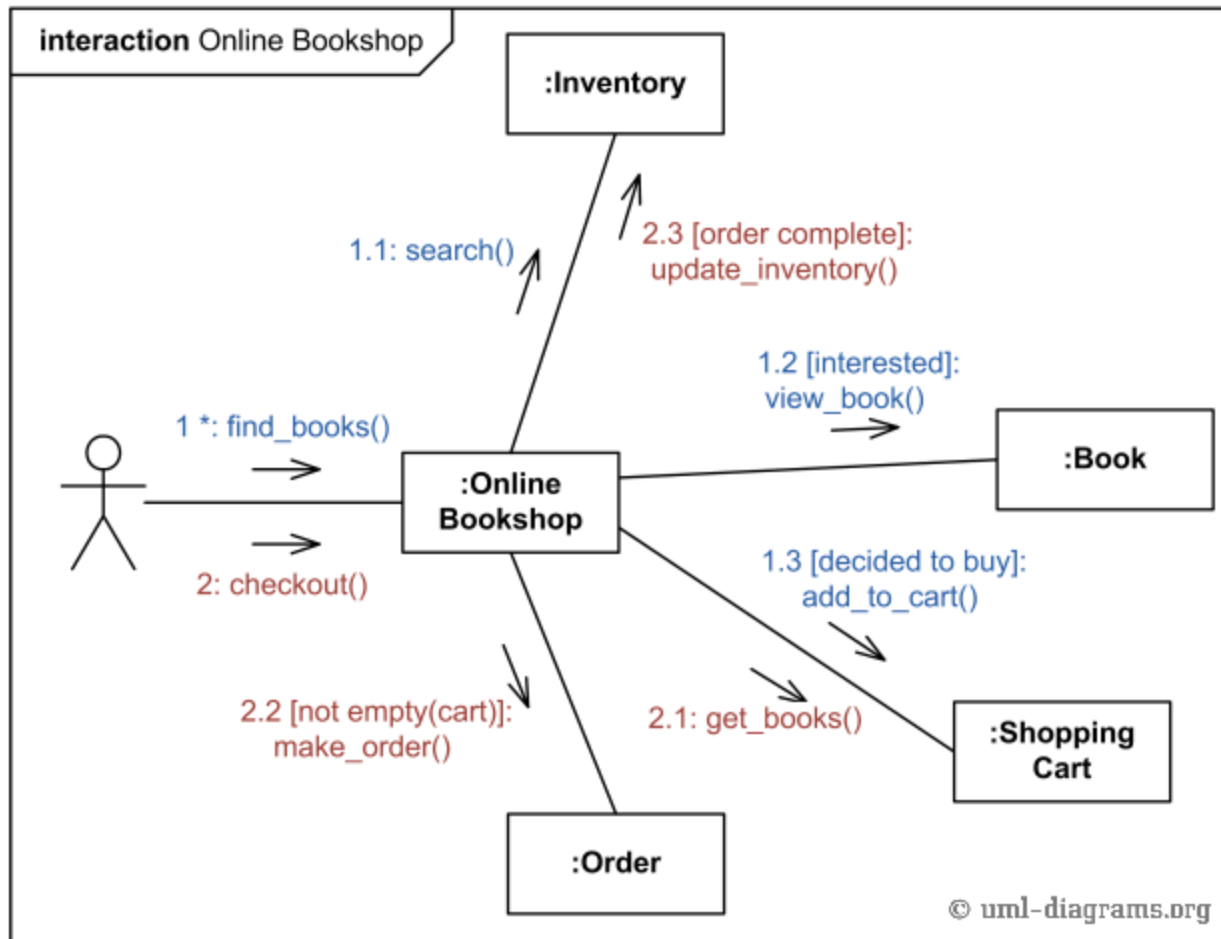 interaction Online Bookshop
:Inventory
1.1: search()
2.3 [order complete]:
update_inventory()
1.2 [interested]:
view_book()
1 *: find_books()
:Online
Bookshop
:Book
2: checkout()
1.3 [decided to buy]:
add_to_cart()
2.2 [not empty(cart)]:
make_order()
2.1: get_books()
:Shopping
Cart
:Order
© uml-diagrams.org